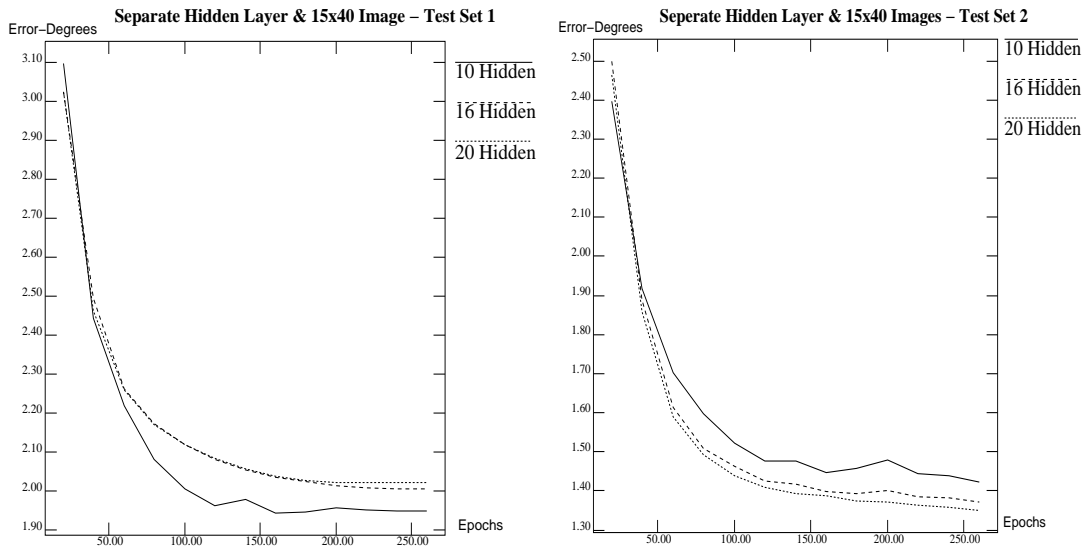 Separate Hidden Layer & 15x40 Image – Test Set 1
Error–Degrees
3.10
3.00
2.90
2.80
2.70
2.60
2.50
2.40
2.30
2.20
2.10
2.00
1.90
50.00 100.00 150.00 200.00 250.00
Epochs
10 Hidden
16 Hidden
20 Hidden
Seperate Hidden Layer & 15x40 Images – Test Set 2
Error–Degrees
2.50
2.40
2.30
2.20
2.10
2.00
1.90
1.80
1.70
1.60
1.50
1.40
1.30
50.00 100.00 150.00 200.00 250.00
Epochs
10 Hidden
16 Hidden
20 Hidden